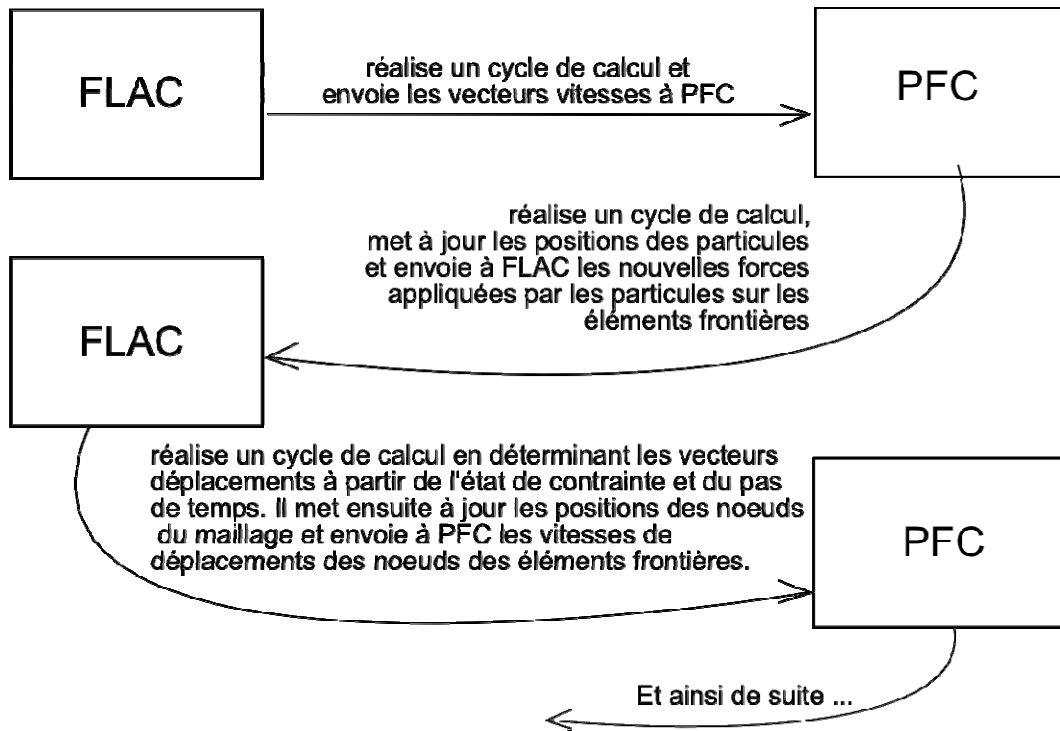 FLAC
réalise un cycle de calcul et
envoie les vecteurs vitesses à PFC
PFC
réalise un cycle de calcul,
met à jour les positions des particules
et envoie à FLAC les nouvelles forces
appliquées par les particules sur les
éléments frontières
FLAC
réalise un cycle de calcul en déterminant les vecteurs
déplacements à partir de l'état de contrainte et du pas
de temps. Il met ensuite à jour les positions des noeuds
du maillage et envoie à PFC les vitesses de
déplacements des noeuds des éléments frontières.
PFC
Et ainsi de suite ...